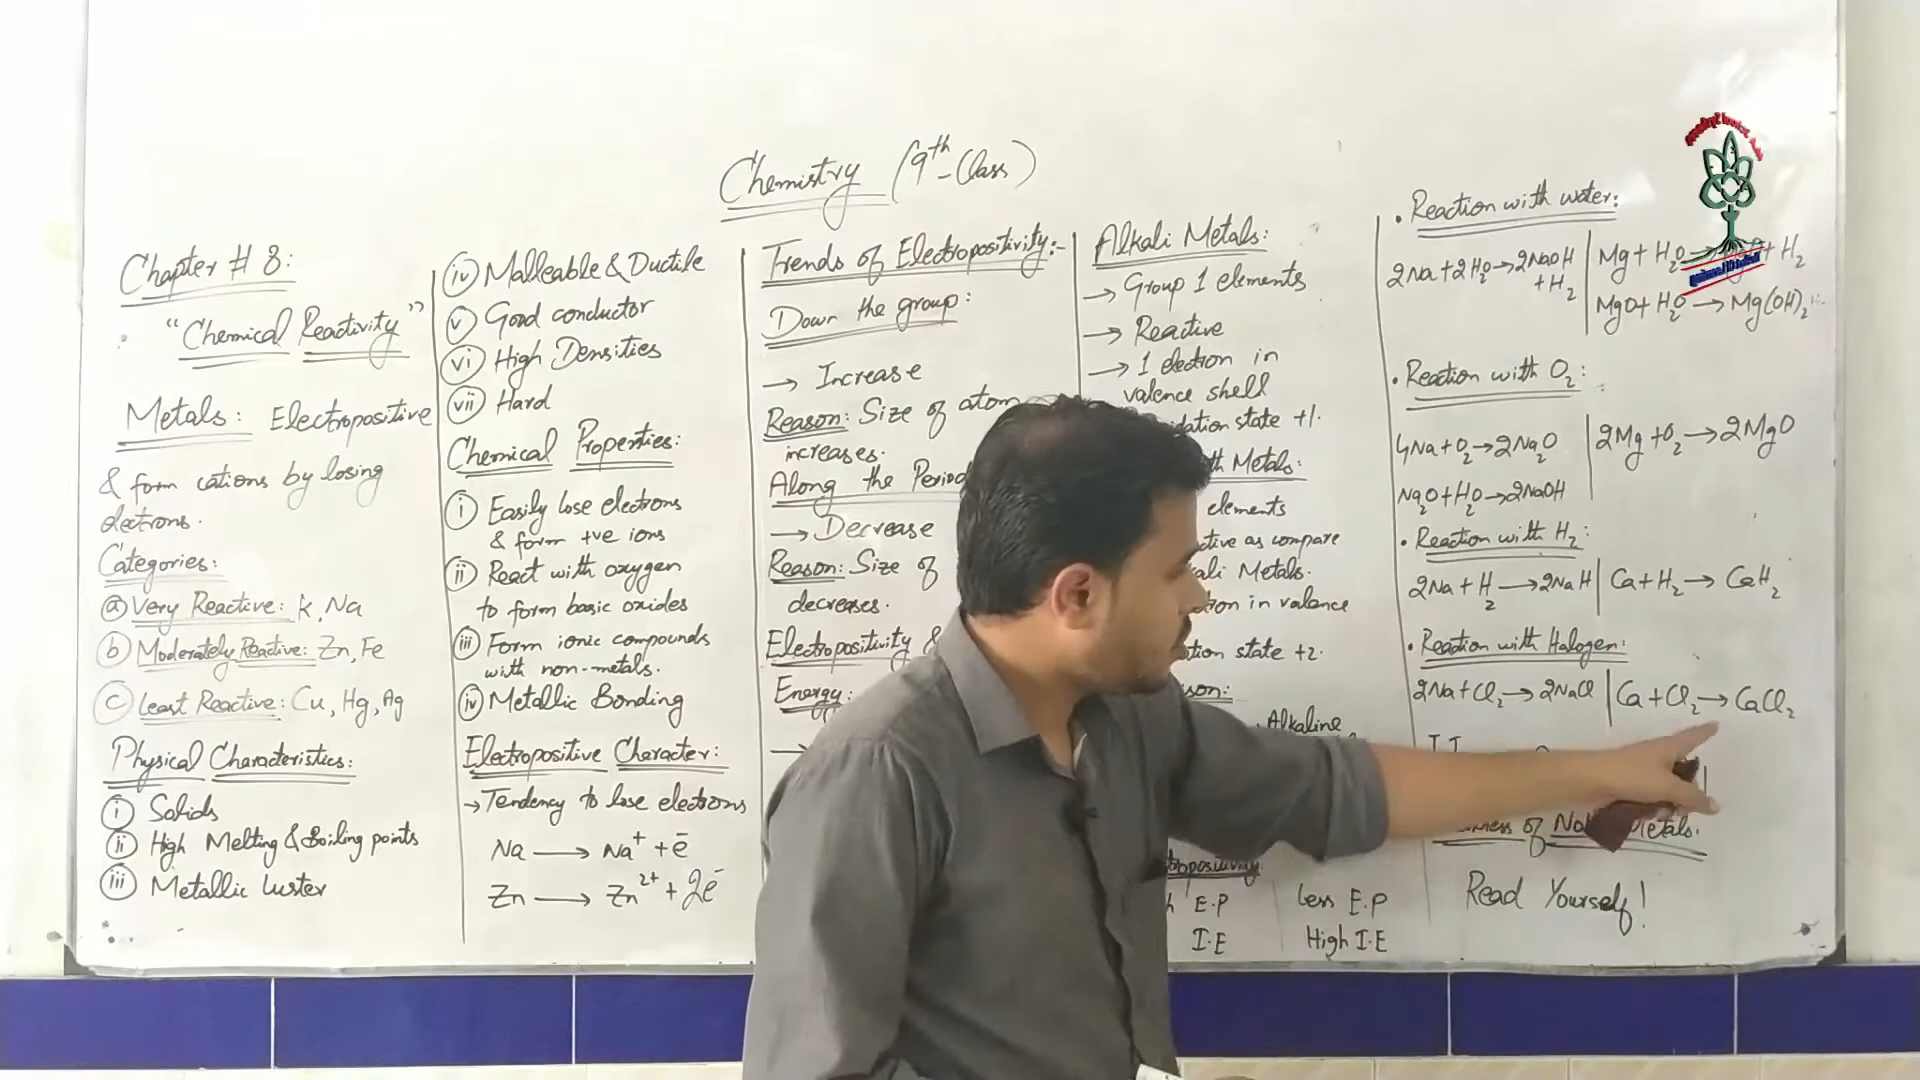 Chemistry (9th-Class)
Chapter # 8:
"Chemical Reactivity"
Metals: Electropositive
& form cations by losing
electrons.
Categories:
(a) Very Reactive: K, Na
(b) Moderately Reactive: Zn, Fe
(c) Least Reactive: Cu, Hg, Ag
Physical Characteristics:
(i) Solids
(ii) High Melting & Boiling points
(iii) Metallic Luster
(iv) Malleable & Ductile
(v) Good conductor
(vi) High Densities
(vii) Hard
Chemical Properties:
(i) Easily lose electrons
& form +ve ions
(ii) React with oxygen
to form basic oxides
(iii) Form ionic compounds
with non-metals.
(iv) Metallic Bonding
Electropositive Character:
→ Tendency to lose electrons
Na → Na⁺ + ē
Zn → Zn²⁺ + 2ē
Trends of Electropositivity:-
Down the group:
→ Increase
Reason: Size of atom
increases.
Along the Period
→ Decrease
Reason: Size of
decreases.
Electropositivity &
Energy:
→
Alkali Metals:
→ Group 1 elements
→ Reactive
→ 1 electron in
valence shell
state +1.
Metals:
elements
as compare
Metals.
in valance
state +2.
Alkaline
E.P
I.E
Less E.P
High I.E
• Reaction with water:
2Na + 2H₂O → 2NaOH
+ H₂
Mg + H₂O → MgO + H₂
MgO + H₂O → Mg(OH)₂
• Reaction with O₂:
4Na + O₂ → 2Na₂O
Na₂O + H₂O → 2NaOH
2Mg + O₂ → 2MgO
• Reaction with H₂:
2Na + H₂ → 2NaH
Ca + H₂ → CaH₂
• Reaction with Halogen:
2Na + Cl₂ → 2NaCl
Ca + Cl₂ → CaCl₂
of
Read Yourself!